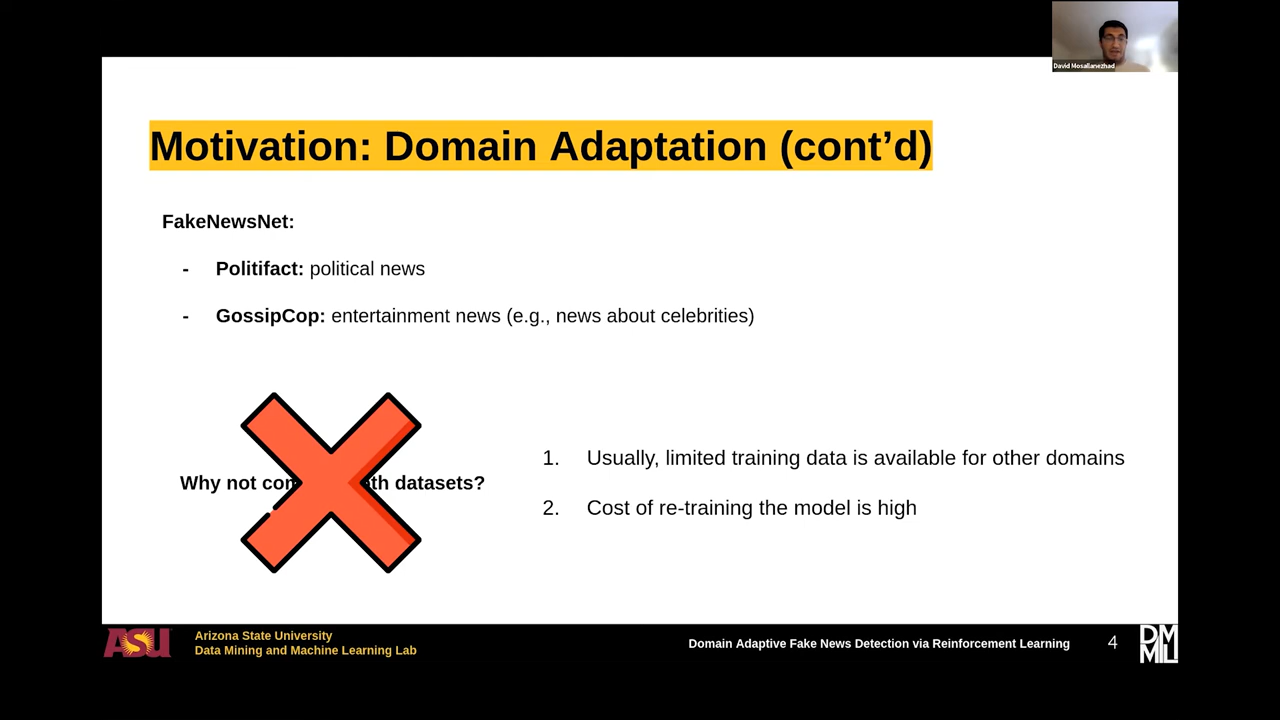 David Mosallanezhad
Motivation: Domain Adaptation (cont’d)
FakeNewsNet:
- Politifact: political news
- GossipCop: entertainment news (e.g., news about celebrities)
Why not con th datasets?
1. Usually, limited training data is available for other domains
2. Cost of re-training the model is high
ASU
Arizona State University
Data Mining and Machine Learning Lab
Domain Adaptive Fake News Detection via Reinforcement Learning
4
DM
ML